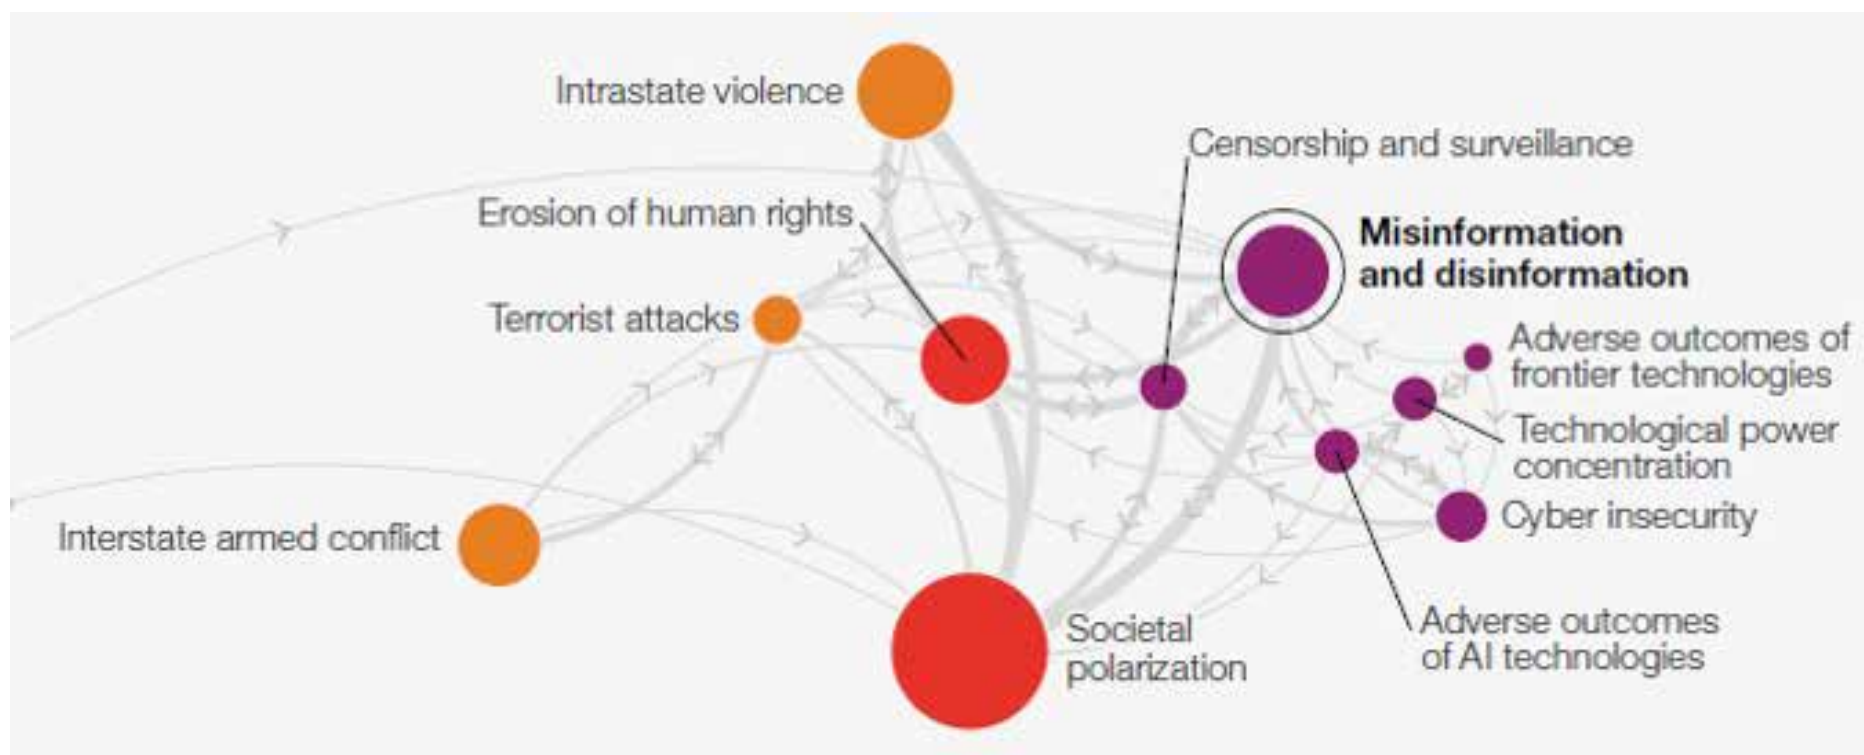 Intrastate violence
Censorship and surveillance
Erosion of human rights
Misinformation
and disinformation
Terrorist attacks
Adverse outcomes of
frontier technologies
Technological power
concentration
Cyber insecurity
Interstate armed conflict
Societal
polarization
Adverse outcomes
of AI technologies